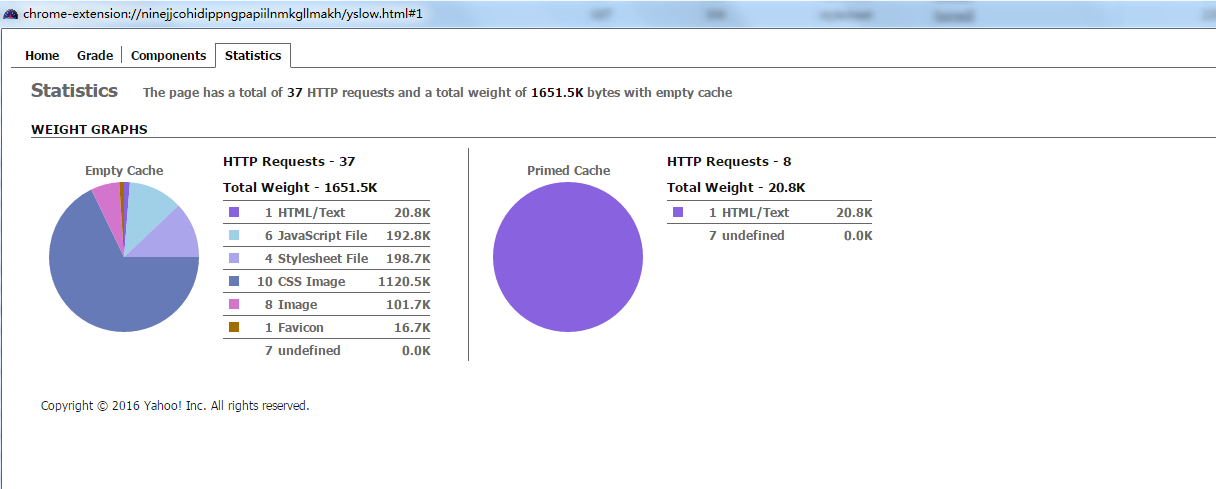 chrome-extension://ninejjcohidippngpapiilnmkgllmakh/yslow.html#1
Home Grade Components Statistics
Statistics The page has a total of 37 HTTP requests and a total weight of 1651.5K bytes with empty cache
WEIGHT GRAPHS
Empty Cache
HTTP Requests - 37
Total Weight - 1651.5K
1 HTML/Text 20.8K
6 JavaScript File 192.8K
4 Stylesheet File 198.7K
10 CSS Image 1120.5K
8 Image 101.7K
1 Favicon 16.7K
7 undefined 0.0K
Primed Cache
HTTP Requests - 8
Total Weight - 20.8K
1 HTML/Text 20.8K
7 undefined 0.0K
Copyright © 2016 Yahoo! Inc. All rights reserved.